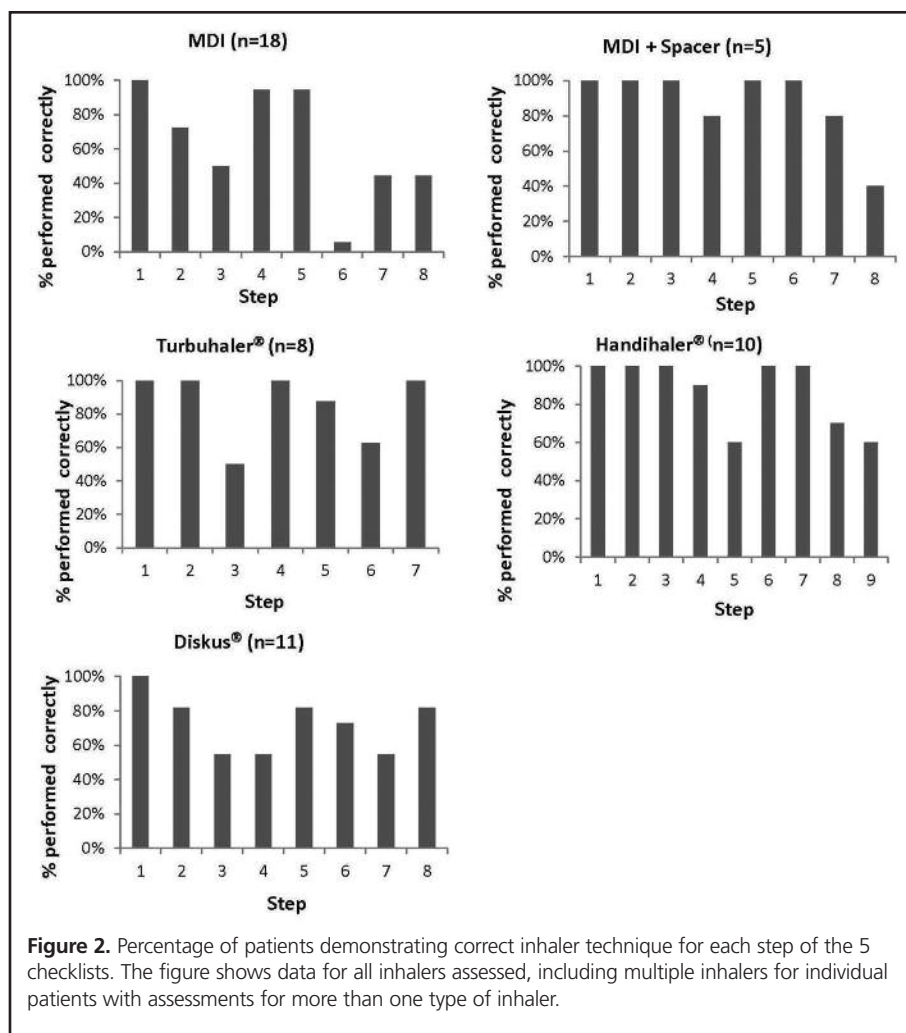 MDI (n=18)
% performed correctly
100%
80%
60%
40%
20%
0%
1 2 3 4 5 6 7 8
Step
MDI + Spacer (n=5)
% performed correctly
100%
80%
60%
40%
20%
0%
1 2 3 4 5 6 7 8
Step
Turbuhaler® (n=8)
% performed correctly
100%
80%
60%
40%
20%
0%
1 2 3 4 5 6 7
Step
Handihaler® (n=10)
% performed correctly
100%
80%
60%
40%
20%
0%
1 2 3 4 5 6 7 8 9
Step
Diskus® (n=11)
% performed correctly
100%
80%
60%
40%
20%
0%
1 2 3 4 5 6 7 8
Step
Figure 2. Percentage of patients demonstrating correct inhaler technique for each step of the 5
checklists. The figure shows data for all inhalers assessed, including multiple inhalers for individual
patients with assessments for more than one type of inhaler.